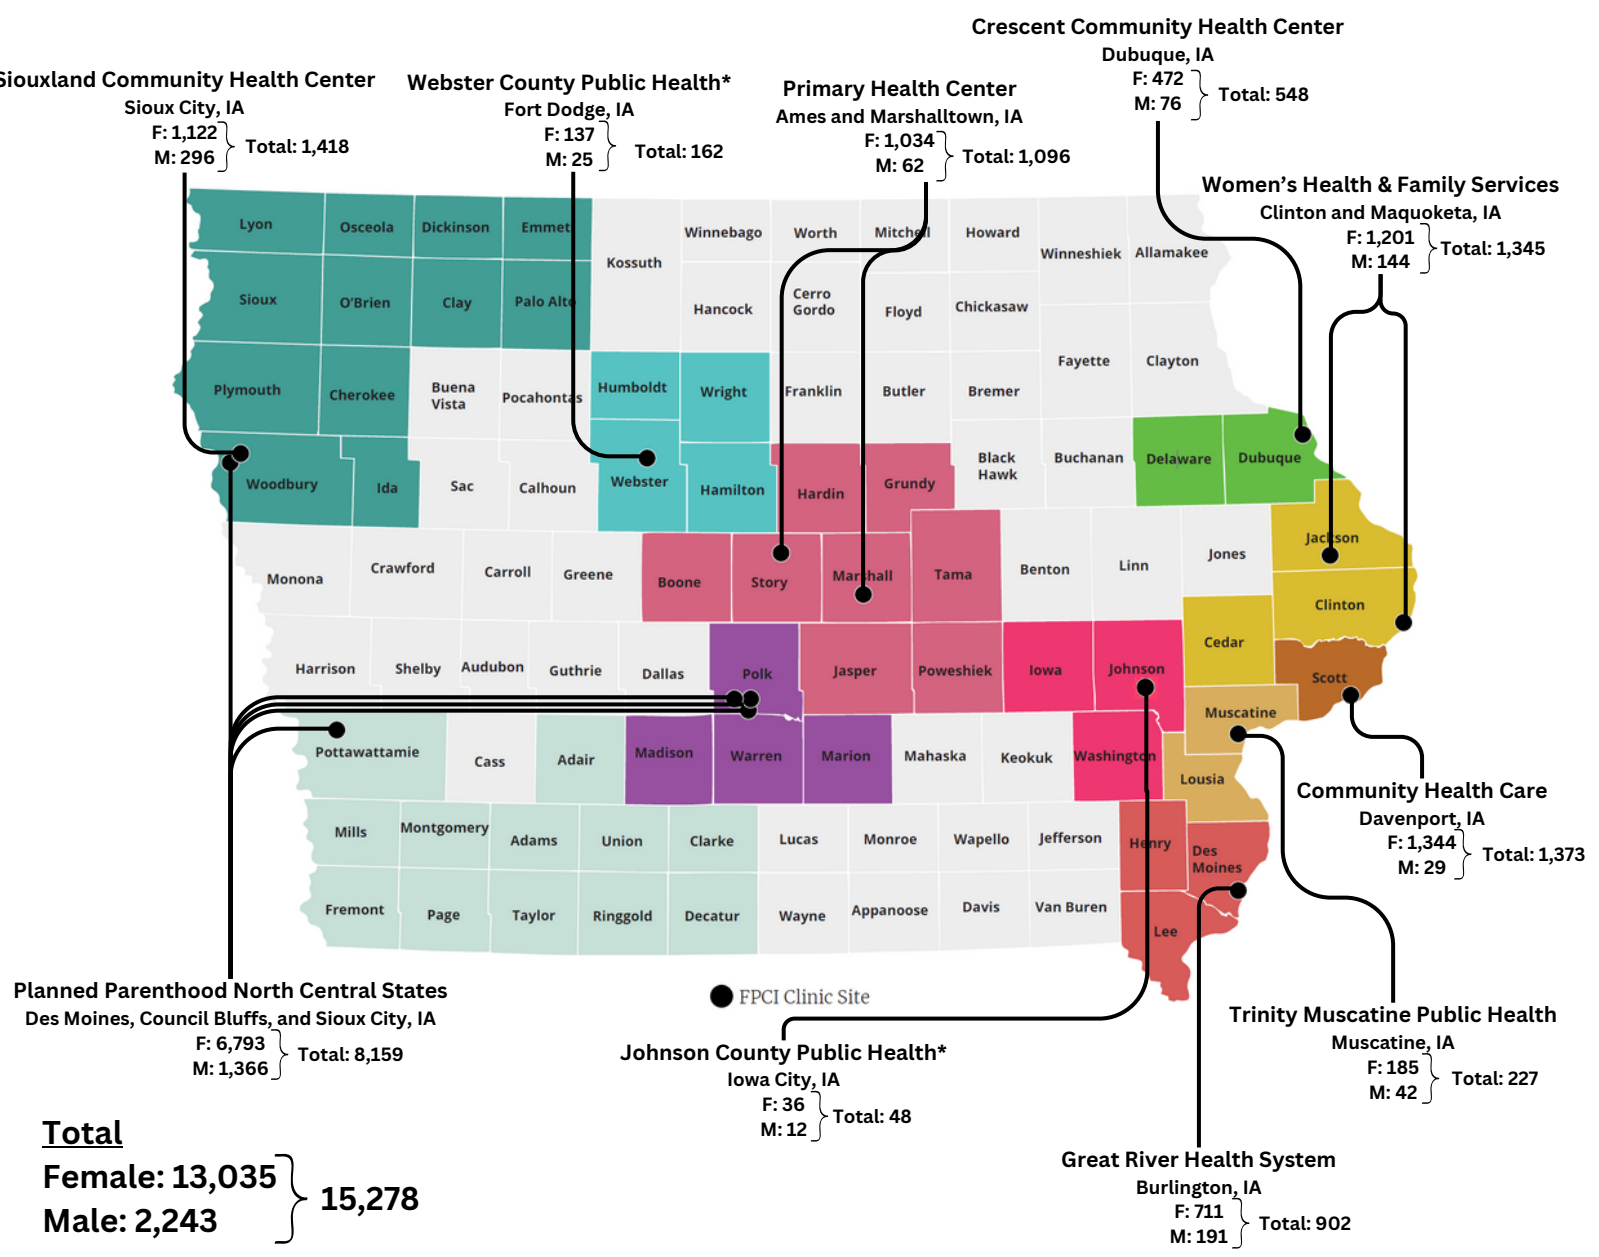 Crescent Community Health Center
Dubuque, IA
F: 472
M: 76
Total: 548
Siouxland Community Health Center
Sioux City, IA
F: 1,122
M: 296
Total: 1,418
Webster County Public Health*
Fort Dodge, IA
F: 137
M: 25
Total: 162
Primary Health Center
Ames and Marshalltown, IA
F: 1,034
M: 62
Total: 1,096
Women's Health & Family Services
Clinton and Maquoketa, IA
F: 1,201
M: 144
Total: 1,345
Lyon
Osceola
Dickinson
Emmet
Kossuth
Winnebago
Worth
Mitchell
Howard
Winneshiek
Allamakee
Sioux
O'Brien
Clay
Palo Alto
Hancock
Cerro
Gordo
Floyd
Chickasaw
Fayette
Clayton
Plymouth
Cherokee
Buena
Vista
Pocahontas
Humboldt
Wright
Franklin
Butler
Bremer
Woodbury
Ida
Sac
Calhoun
Webster
Hamilton
Hardin
Grundy
Black
Hawk
Buchanan
Delaware
Dubuque
Monona
Crawford
Carroll
Greene
Boone
Story
Marshall
Tama
Benton
Linn
Jones
Jackson
Clinton
Cedar
Harrison
Shelby
Audubon
Guthrie
Dallas
Polk
Jasper
Poweshiek
Iowa
Johnson
Scott
Muscatine
Pottawattamie
Cass
Adair
Madison
Warren
Marion
Mahaska
Keokuk
Washington
Lousia
Mills
Montgomery
Adams
Union
Clarke
Lucas
Monroe
Wapello
Jefferson
Henry
Des
Moines
Fremont
Page
Taylor
Ringgold
Decatur
Wayne
Appanoose
Davis
Van Buren
Lee
Community Health Care
Davenport, IA
F: 1,344
M: 29
Total: 1,373
FPCI Clinic Site
Planned Parenthood North Central States
Des Moines, Council Bluffs, and Sioux City, IA
F: 6,793
M: 1,366
Total: 8,159
Johnson County Public Health*
Iowa City, IA
F: 36
M: 12
Total: 48
Trinity Muscatine Public Health
Muscatine, IA
F: 185
M: 42
Total: 227
Great River Health System
Burlington, IA
F: 711
M: 191
Total: 902
Total
Female: 13,035
Male: 2,243
15,278